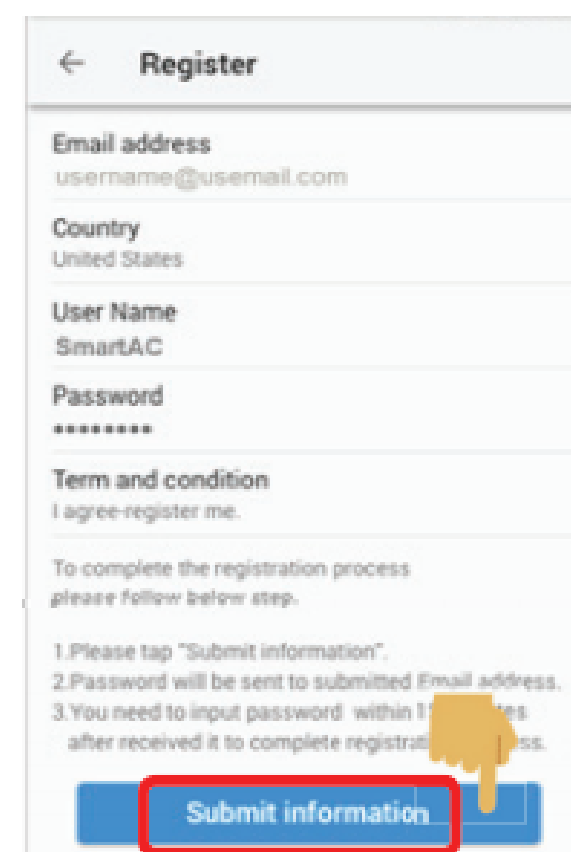 ← Register
Email address
username@usemail.com
Country
United States
User Name
SmartAC
Password
••••••••
Term and condition
I agree-register me.
To complete the registration process
please follow below step.
1.Please tap "Submit information".
2.Password will be sent to submitted Email address.
3.You need to input password within
after received it to complete
Submit information